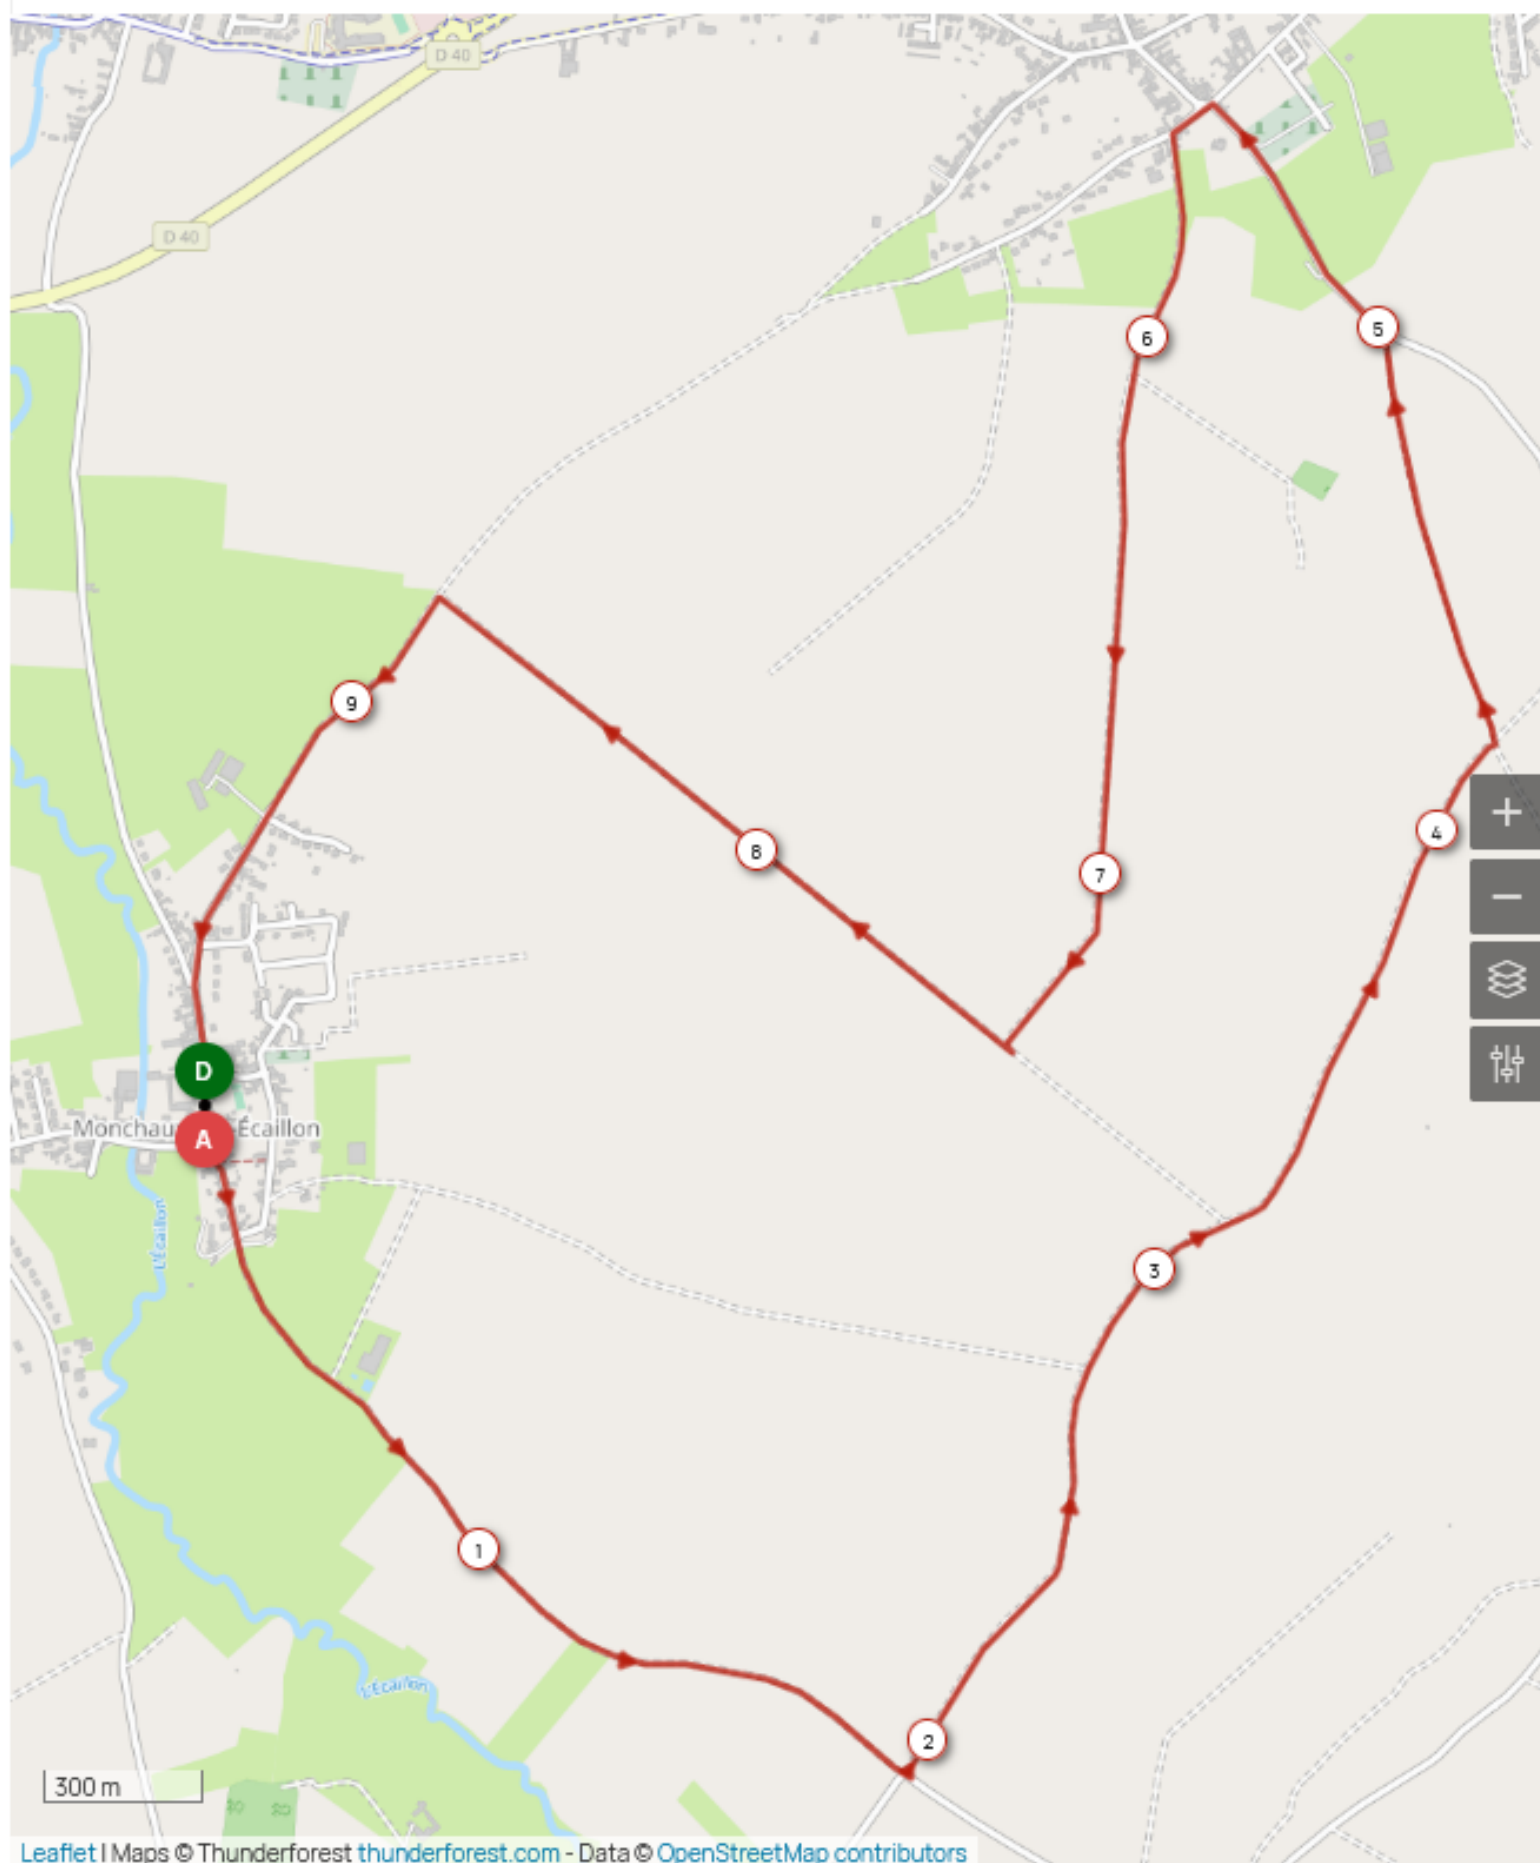 D 40
D 40
5
6
9
4
8
7
D
Monchau
Écaillon
A
L'Écaillon
3
1
L'Écaillon
2
300 m
Leaflet | Maps © Thunderforest thunderforest.com - Data © OpenStreetMap contributors